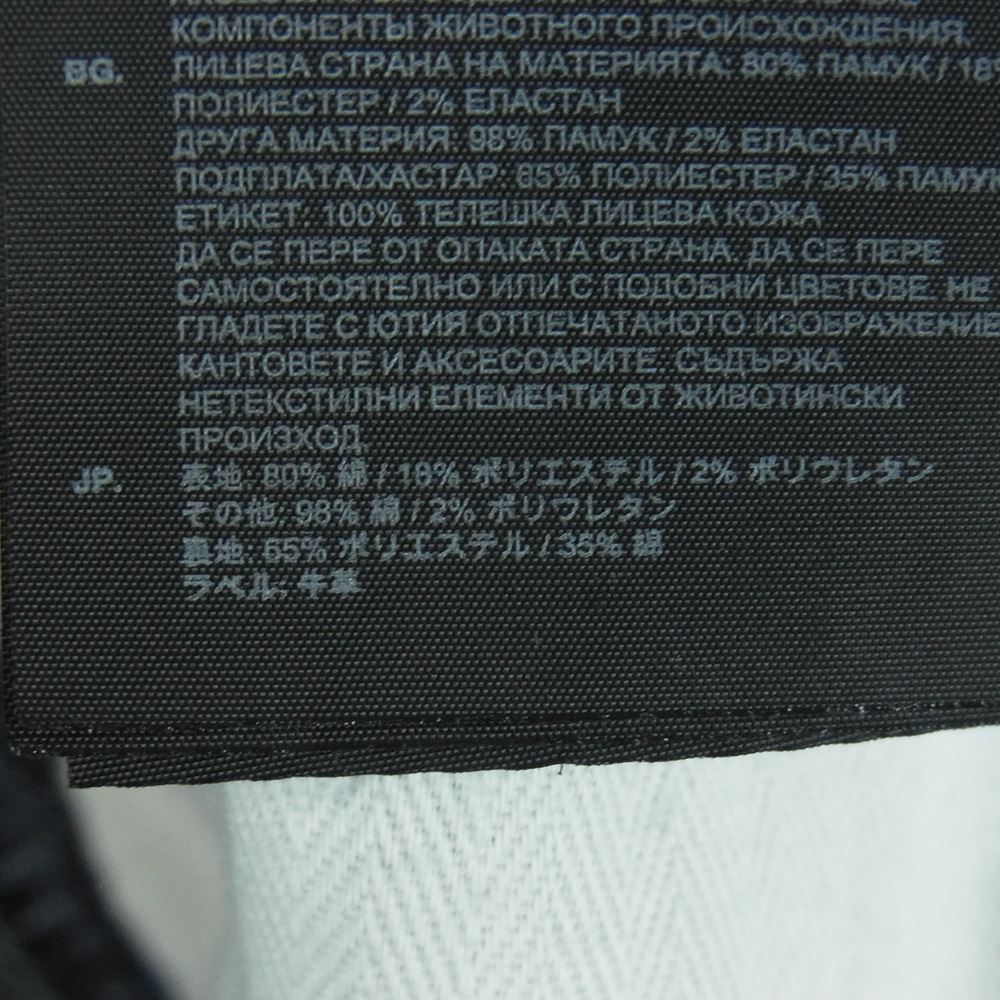 КОМПОНЕНТЫ ЖИВОТНОГО ПРОИСХОЖДЕНИЯ.
BG. ЛИЦЕВА СТРАНА НА МАТЕРИЯТА: 80% ПАМУК / 18%
ПОЛИЕСТЕР / 2% ЕЛАСТАН
ДРУГА МАТЕРИЯ: 98% ПАМУК / 2% ЕЛАСТАН
ПОДПЛАТА/ХАСТАР: 65% ПОЛИЕСТЕР / 35% ПАМУК
ЕТИКЕТ: 100% ТЕЛЕШКА ЛИЦЕВА КОЖА
ДА СЕ ПЕРЕ ОТ ОПАКАТА СТРАНА. ДА СЕ ПЕРЕ
САМОСТОЯТЕЛНО ИЛИ С ПОДОБНИ ЦВЕТОВЕ. НЕ
ГЛАДЕТЕ С ЮТИЯ ОТПЕЧАТАНОТО ИЗОБРАЖЕНИЕ
КАНТОВЕТЕ И АКСЕСОАРИТЕ. СЪДЪРЖА
НЕТЕКСТИЛНИ ЕЛЕМЕНТИ ОТ ЖИВОТИНСКИ
ПРОИЗХОД.
JP. 表地: 80% 綿 / 18% ポリエステル / 2% ポリウレタン
その他: 98% 綿 / 2% ポリウレタン
裏地: 65% ポリエステル / 35% 綿
ラベル: 牛革